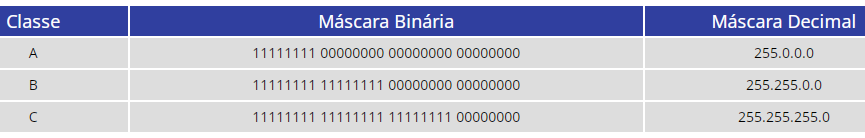 Classe Máscara Binária Máscara Decimal
A 11111111 00000000 00000000 00000000 255.0.0.0
B 11111111 11111111 00000000 00000000 255.255.0.0
C 11111111 11111111 11111111 00000000 255.255.255.0